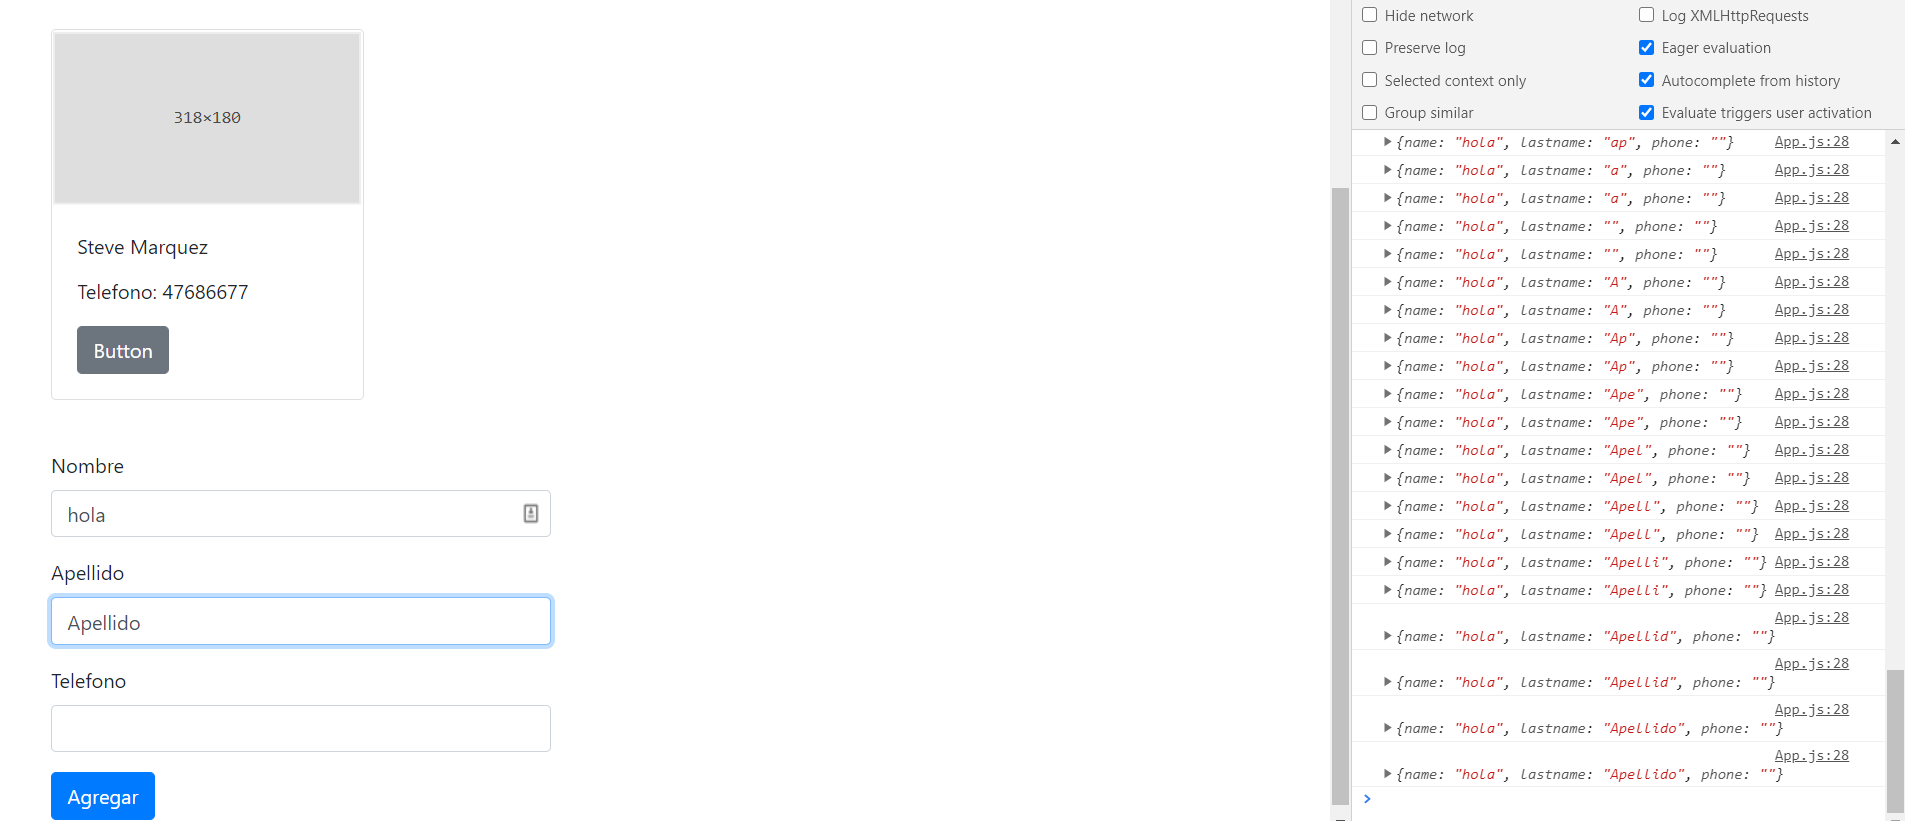 318×180
Steve Marquez
Telefono: 47686677
Button
Nombre
hola
Apellido
Apellido
Telefono
Agregar
Hide network Log XMLHttpRequests
Preserve log Eager evaluation
Selected context only Autocomplete from history
Group similar Evaluate triggers user activation
{name: "hola", lastname: "ap", phone: ""} App.js:28
{name: "hola", lastname: "a", phone: ""} App.js:28
{name: "hola", lastname: "a", phone: ""} App.js:28
{name: "hola", lastname: "", phone: ""} App.js:28
{name: "hola", lastname: "", phone: ""} App.js:28
{name: "hola", lastname: "A", phone: ""} App.js:28
{name: "hola", lastname: "A", phone: ""} App.js:28
{name: "hola", lastname: "Ap", phone: ""} App.js:28
{name: "hola", lastname: "Ap", phone: ""} App.js:28
{name: "hola", lastname: "Ape", phone: ""} App.js:28
{name: "hola", lastname: "Ape", phone: ""} App.js:28
{name: "hola", lastname: "Apel", phone: ""} App.js:28
{name: "hola", lastname: "Apel", phone: ""} App.js:28
{name: "hola", lastname: "Apell", phone: ""} App.js:28
{name: "hola", lastname: "Apell", phone: ""} App.js:28
{name: "hola", lastname: "Apelli", phone: ""} App.js:28
{name: "hola", lastname: "Apelli", phone: ""} App.js:28
App.js:28
{name: "hola", lastname: "Apellid", phone: ""}
App.js:28
{name: "hola", lastname: "Apellid", phone: ""}
App.js:28
{name: "hola", lastname: "Apellido", phone: ""}
App.js:28
{name: "hola", lastname: "Apellido", phone: ""}